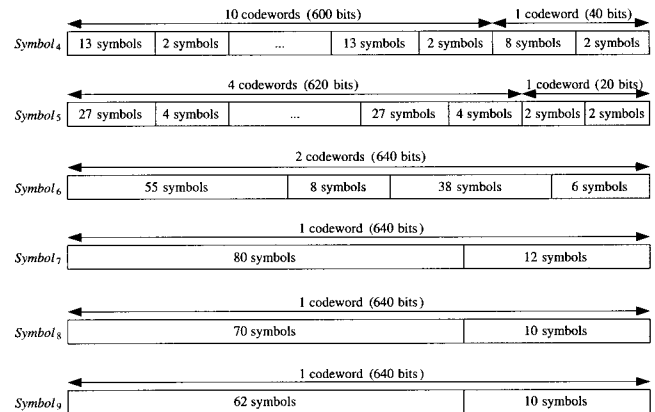 10 codewords (600 bits) 1 codeword (40 bits)
Symbol4 13 symbols 2 symbols ... 13 symbols 2 symbols 8 symbols 2 symbols
4 codewords (620 bits) 1 codeword (20 bits)
Symbol5 27 symbols 4 symbols ... 27 symbols 4 symbols 2 symbols 2 symbols
2 codewords (640 bits)
Symbol6 55 symbols 8 symbols 38 symbols 6 symbols
1 codeword (640 bits)
Symbol7 80 symbols 12 symbols
1 codeword (640 bits)
Symbol8 70 symbols 10 symbols
1 codeword (640 bits)
Symbol9 62 symbols 10 symbols